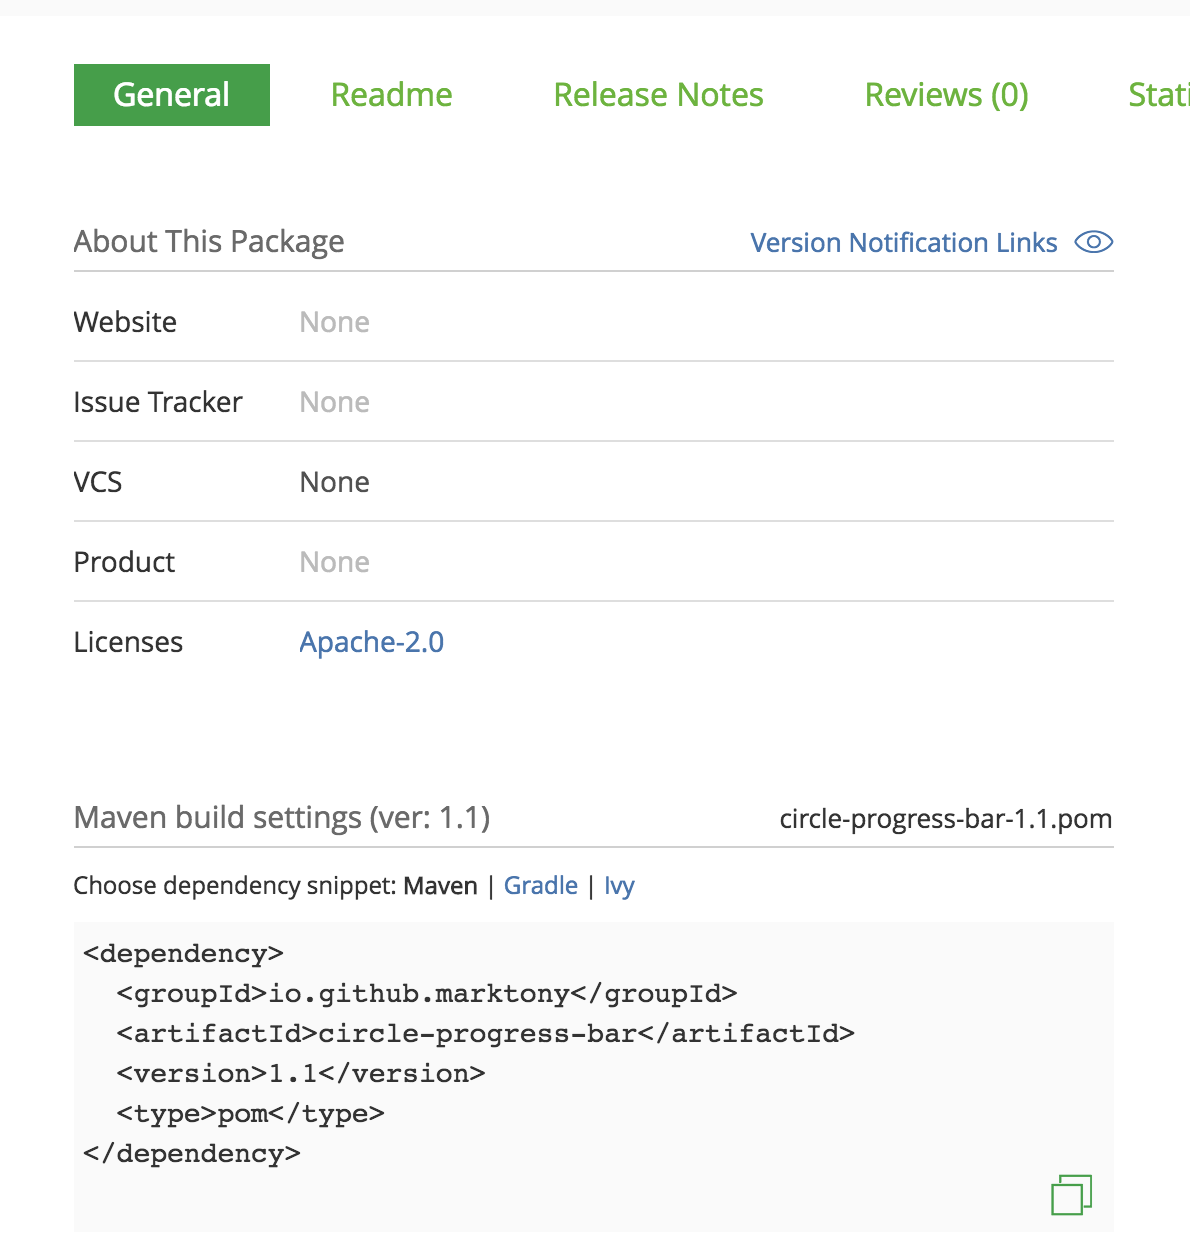 General Readme Release Notes Reviews (0) Stati
About This Package Version Notification Links
Website None
Issue Tracker None
VCS None
Product None
Licenses Apache-2.0
Maven build settings (ver: 1.1) circle-progress-bar-1.1.pom
Choose dependency snippet: Maven | Gradle | Ivy
<dependency>
  <groupId>io.github.marktony</groupId>
  <artifactId>circle-progress-bar</artifactId>
  <version>1.1</version>
  <type>pom</type>
</dependency>